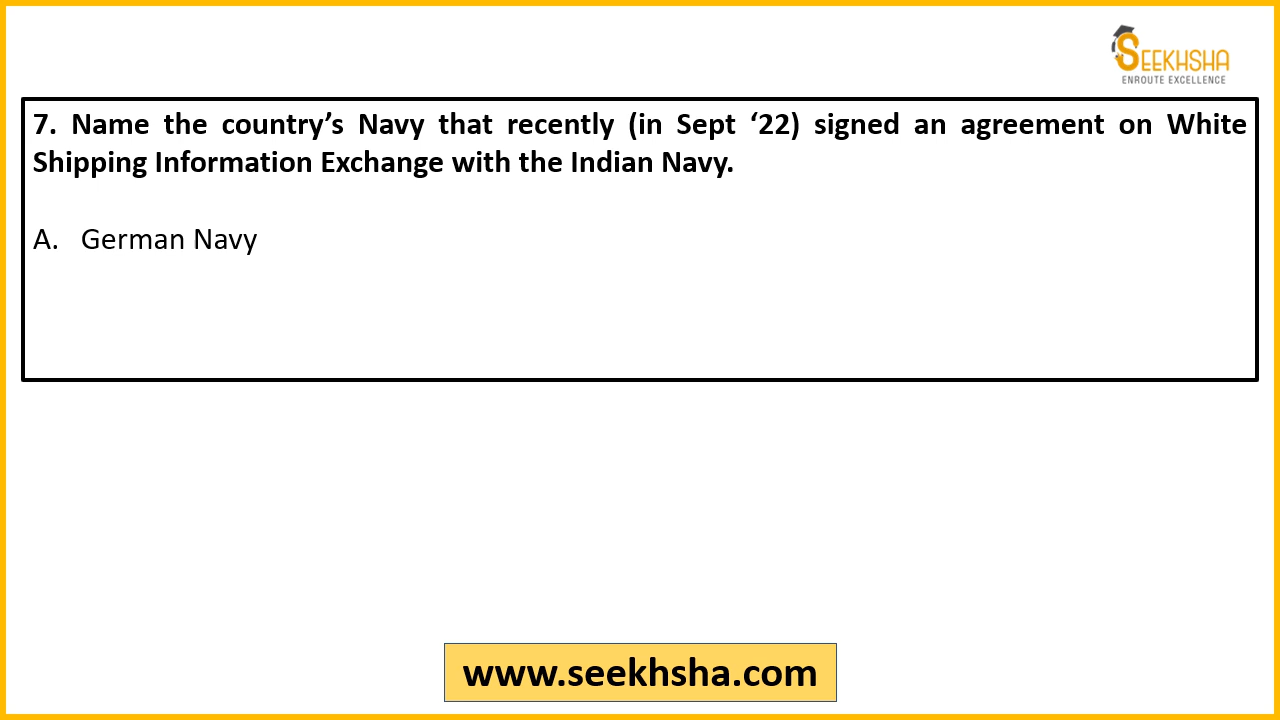 SEEKHSHA
ENROUTE EXCELLENCE
7. Name the country’s Navy that recently (in Sept ‘22) signed an agreement on White
Shipping Information Exchange with the Indian Navy.
A. German Navy
www.seekhsha.com